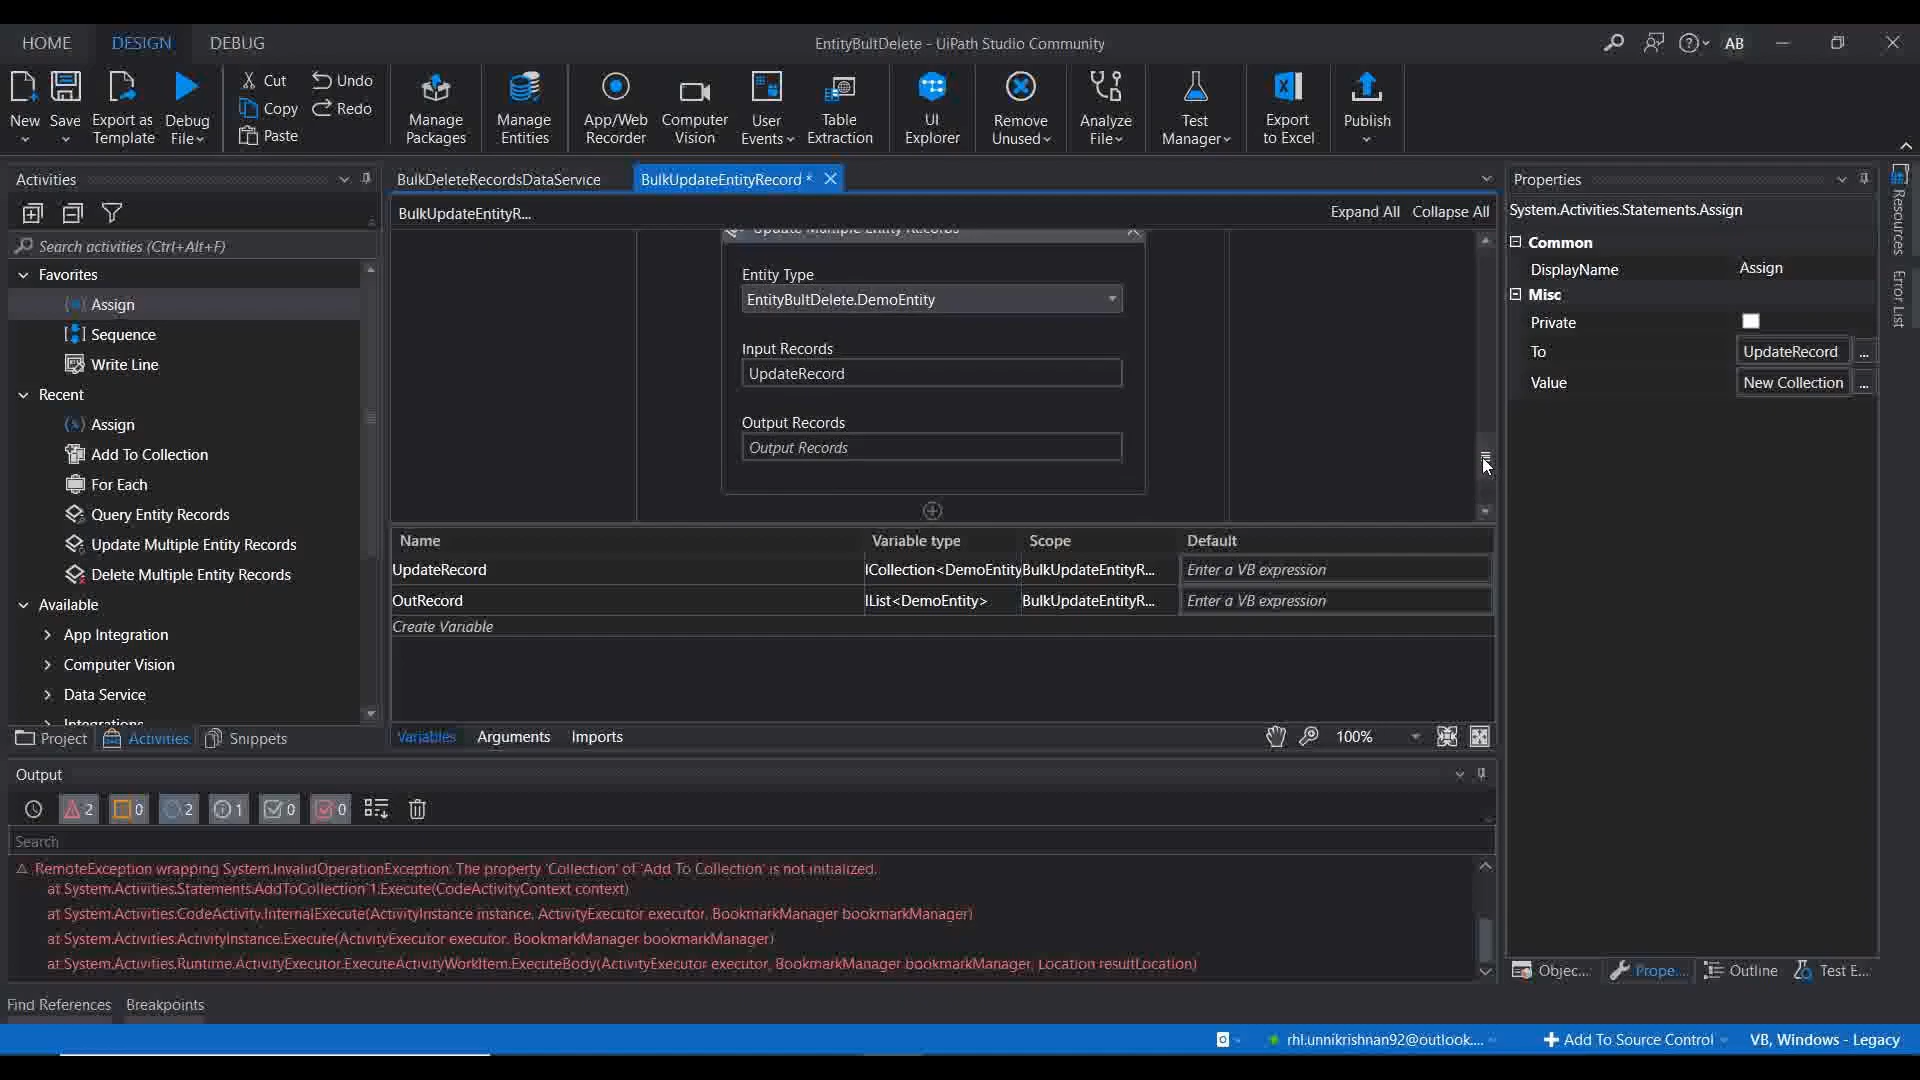 HOME DESIGN DEBUG
EntityBultDelete - UiPath Studio Community
AB
New
Save
Export as Template
Debug File
Cut
Copy
Paste
Undo
Redo
Manage Packages
Manage Entities
App/Web Recorder
Computer Vision
User Events
Table Extraction
UI Explorer
Remove Unused
Analyze File
Test Manager
Export to Excel
Publish
Activities
Search activities (Ctrl+Alt+F)
Favorites
Assign
Sequence
Write Line
Recent
Assign
Add To Collection
For Each
Query Entity Records
Update Multiple Entity Records
Delete Multiple Entity Records
Available
App Integration
Computer Vision
Data Service
Integrations
Project Activities Snippets
BulkDeleteRecordsDataService
BulkUpdateEntityRecord *
BulkUpdateEntityR...
Expand All Collapse All
Update Multiple Entity Records
Entity Type
EntityBultDelete.DemoEntity
Input Records
UpdateRecord
Output Records
Output Records
Name Variable type Scope Default
UpdateRecord ICollection<DemoEntity BulkUpdateEntityR... Enter a VB expression
OutRecord IList<DemoEntity> BulkUpdateEntityR... Enter a VB expression
Create Variable
Variables Arguments Imports
100%
Properties
System.Activities.Statements.Assign
Common
DisplayName Assign
Misc
Private
To UpdateRecord ...
Value New Collection ...
Objec... Prope... Outline Test E...
Resources
Error List
Output
2 0 2 1 0 0
Search
RemoteException wrapping System.InvalidOperationException: The property 'Collection' of 'Add To Collection' is not initialized.
at System.Activities.Statements.AddToCollection`1.Execute(CodeActivityContext context)
at System.Activities.CodeActivity.InternalExecute(ActivityInstance instance, ActivityExecutor executor, BookmarkManager bookmarkManager)
at System.Activities.ActivityInstance.Execute(ActivityExecutor executor, BookmarkManager bookmarkManager)
at System.Activities.Runtime.ActivityExecutor.ExecuteActivityWorkItem.ExecuteBody(ActivityExecutor executor, BookmarkManager bookmarkManager, Location resultLocation)
Find References Breakpoints
rhl.unnikrishnan92@outlook....
Add To Source Control
VB, Windows - Legacy